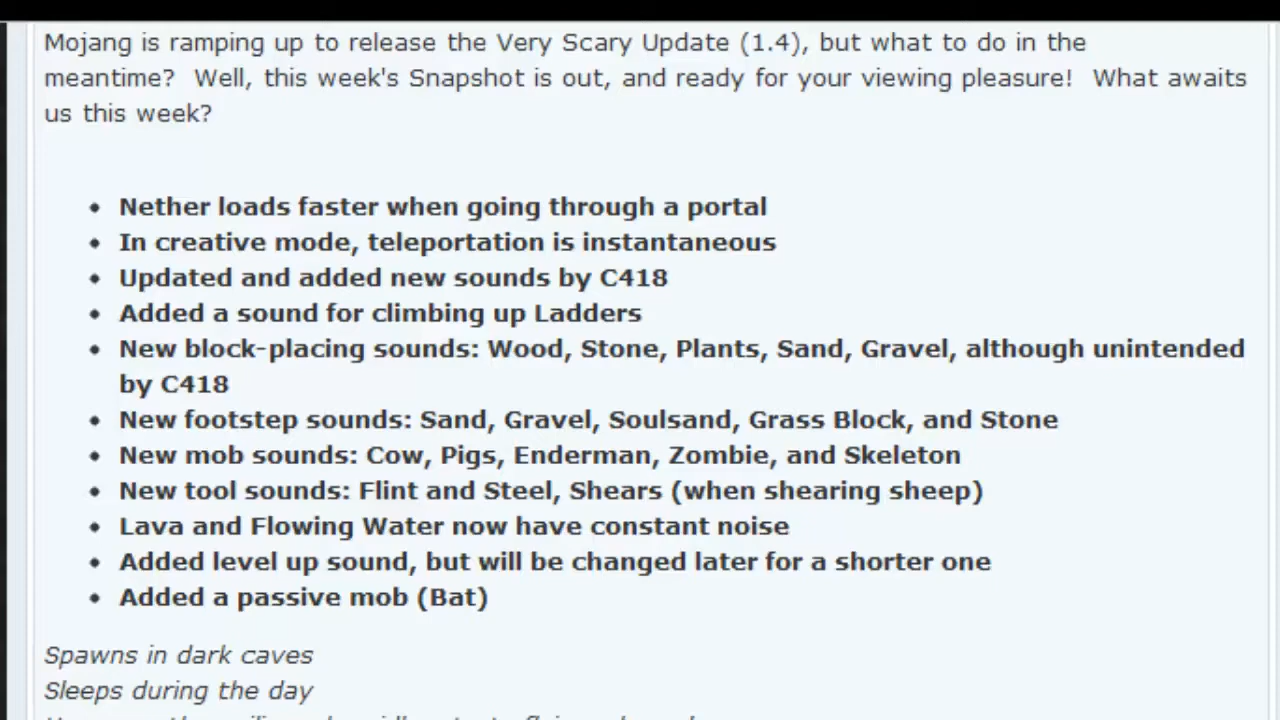 Mojang is ramping up to release the Very Scary Update (1.4), but what to do in the
meantime?  Well, this week's Snapshot is out, and ready for your viewing pleasure!  What awaits
us this week?
• Nether loads faster when going through a portal
• In creative mode, teleportation is instantaneous
• Updated and added new sounds by C418
• Added a sound for climbing up Ladders
• New block-placing sounds: Wood, Stone, Plants, Sand, Gravel, although unintended
by C418
• New footstep sounds: Sand, Gravel, Soulsand, Grass Block, and Stone
• New mob sounds: Cow, Pigs, Enderman, Zombie, and Skeleton
• New tool sounds: Flint and Steel, Shears (when shearing sheep)
• Lava and Flowing Water now have constant noise
• Added level up sound, but will be changed later for a shorter one
• Added a passive mob (Bat)
Spawns in dark caves
Sleeps during the day